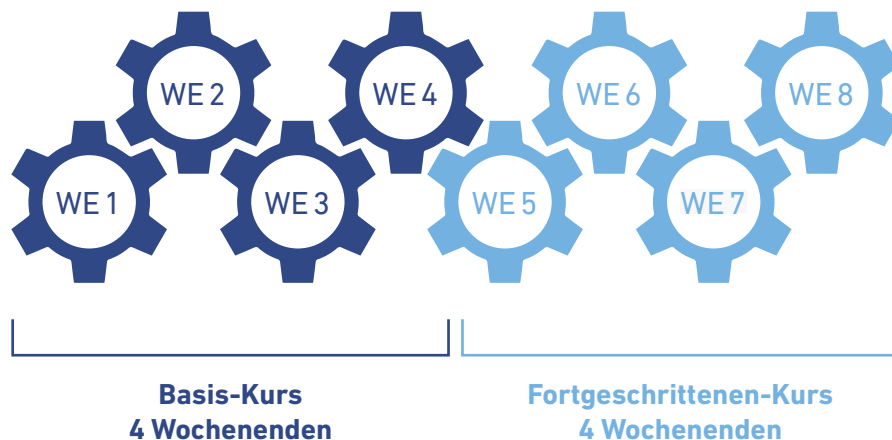 WE 1
WE 2
WE 3
WE 4
WE 5
WE 6
WE 7
WE 8
Basis-Kurs
4 Wochenenden
Fortgeschrittenen-Kurs
4 Wochenenden